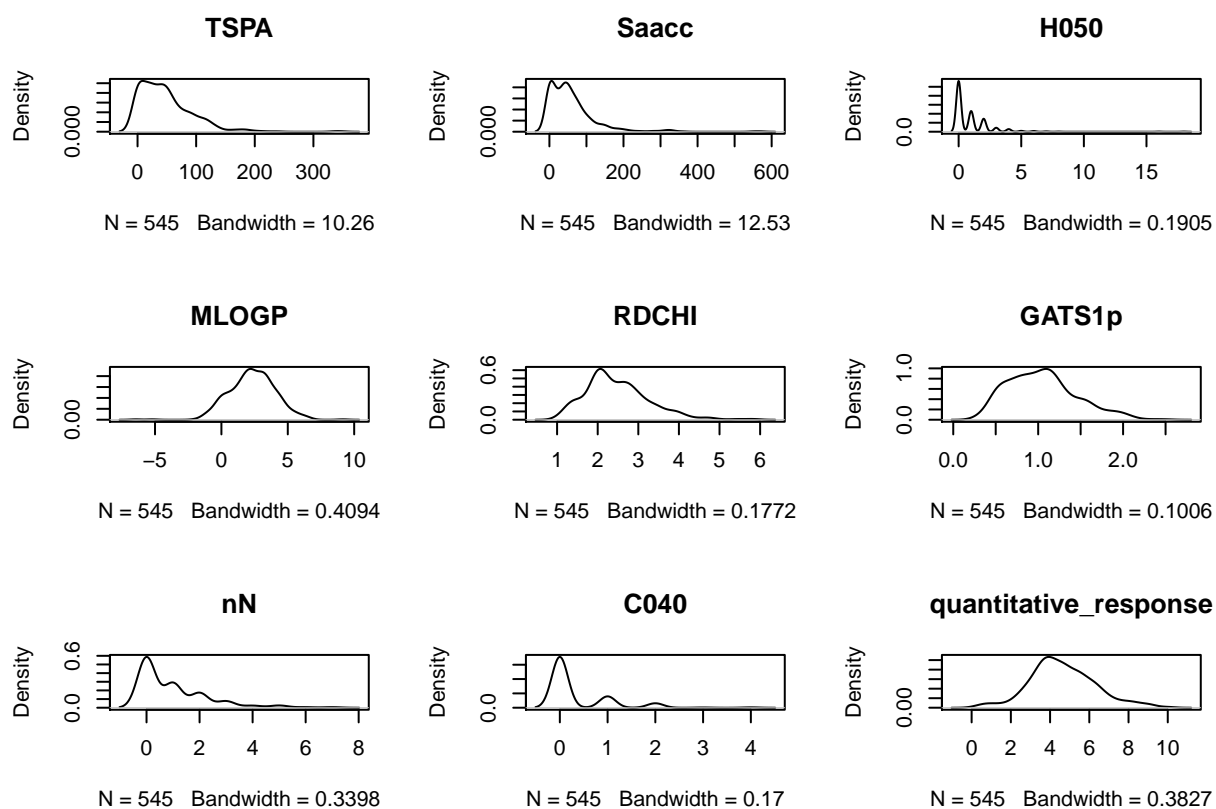 TSPA
Density
0.000
0 100 200 300
N = 545 Bandwidth = 10.26
Saacc
Density
0.000
0 200 400 600
N = 545 Bandwidth = 12.53
H050
Density
0.0
0 5 10 15
N = 545 Bandwidth = 0.1905
MLOGP
Density
0.00
−5 0 5 10
N = 545 Bandwidth = 0.4094
RDCHI
Density
0.0 0.6
1 2 3 4 5 6
N = 545 Bandwidth = 0.1772
GATS1p
Density
0.0 1.0
0.0 1.0 2.0
N = 545 Bandwidth = 0.1006
nN
Density
0.0 0.6
0 2 4 6 8
N = 545 Bandwidth = 0.3398
C040
Density
0.0
0 1 2 3 4
N = 545 Bandwidth = 0.17
quantitative_response
Density
0.00
0 2 4 6 8 10
N = 545 Bandwidth = 0.3827